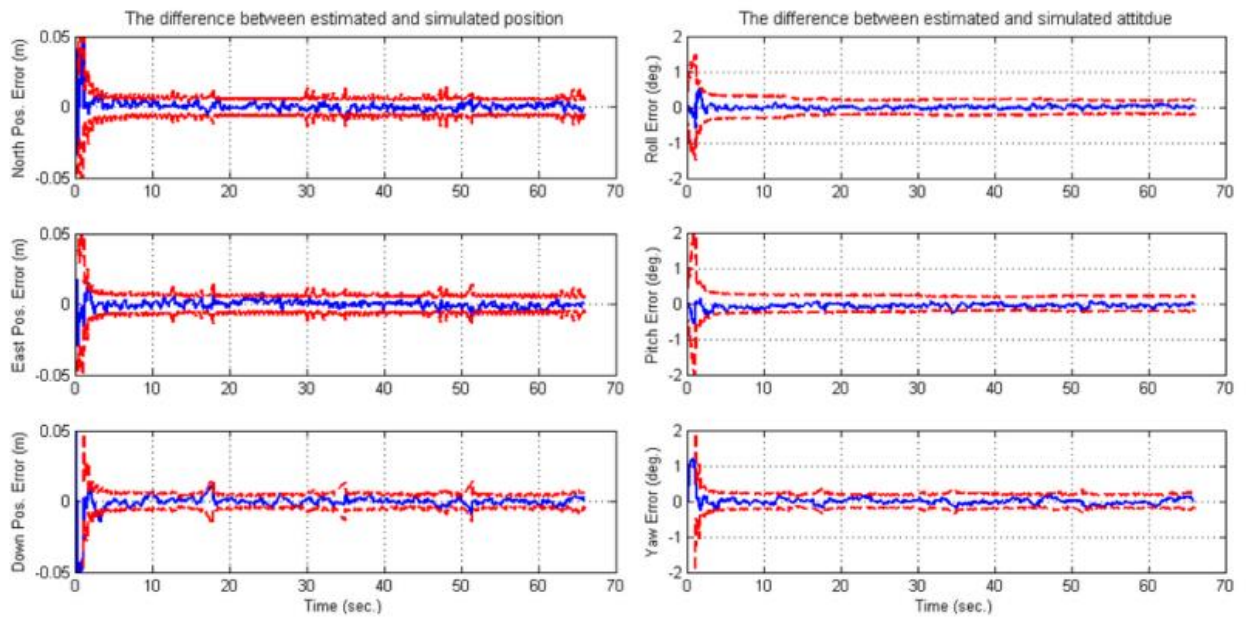 The difference between estimated and simulated position
North Pos. Error (m)
0.05
0
-0.05
0 10 20 30 40 50 60 70
East Pos. Error (m)
0.05
0
-0.05
0 10 20 30 40 50 60 70
Down Pos. Error (m)
0.05
0
-0.05
0 10 20 30 40 50 60 70
Time (sec.)
The difference between estimated and simulated attitdue
Roll Error (deg.)
2
1
0
-1
-2
0 10 20 30 40 50 60 70
Pitch Error (deg.)
2
1
0
-1
-2
0 10 20 30 40 50 60 70
Yaw Error (deg.)
2
1
0
-1
-2
0 10 20 30 40 50 60 70
Time (sec.)